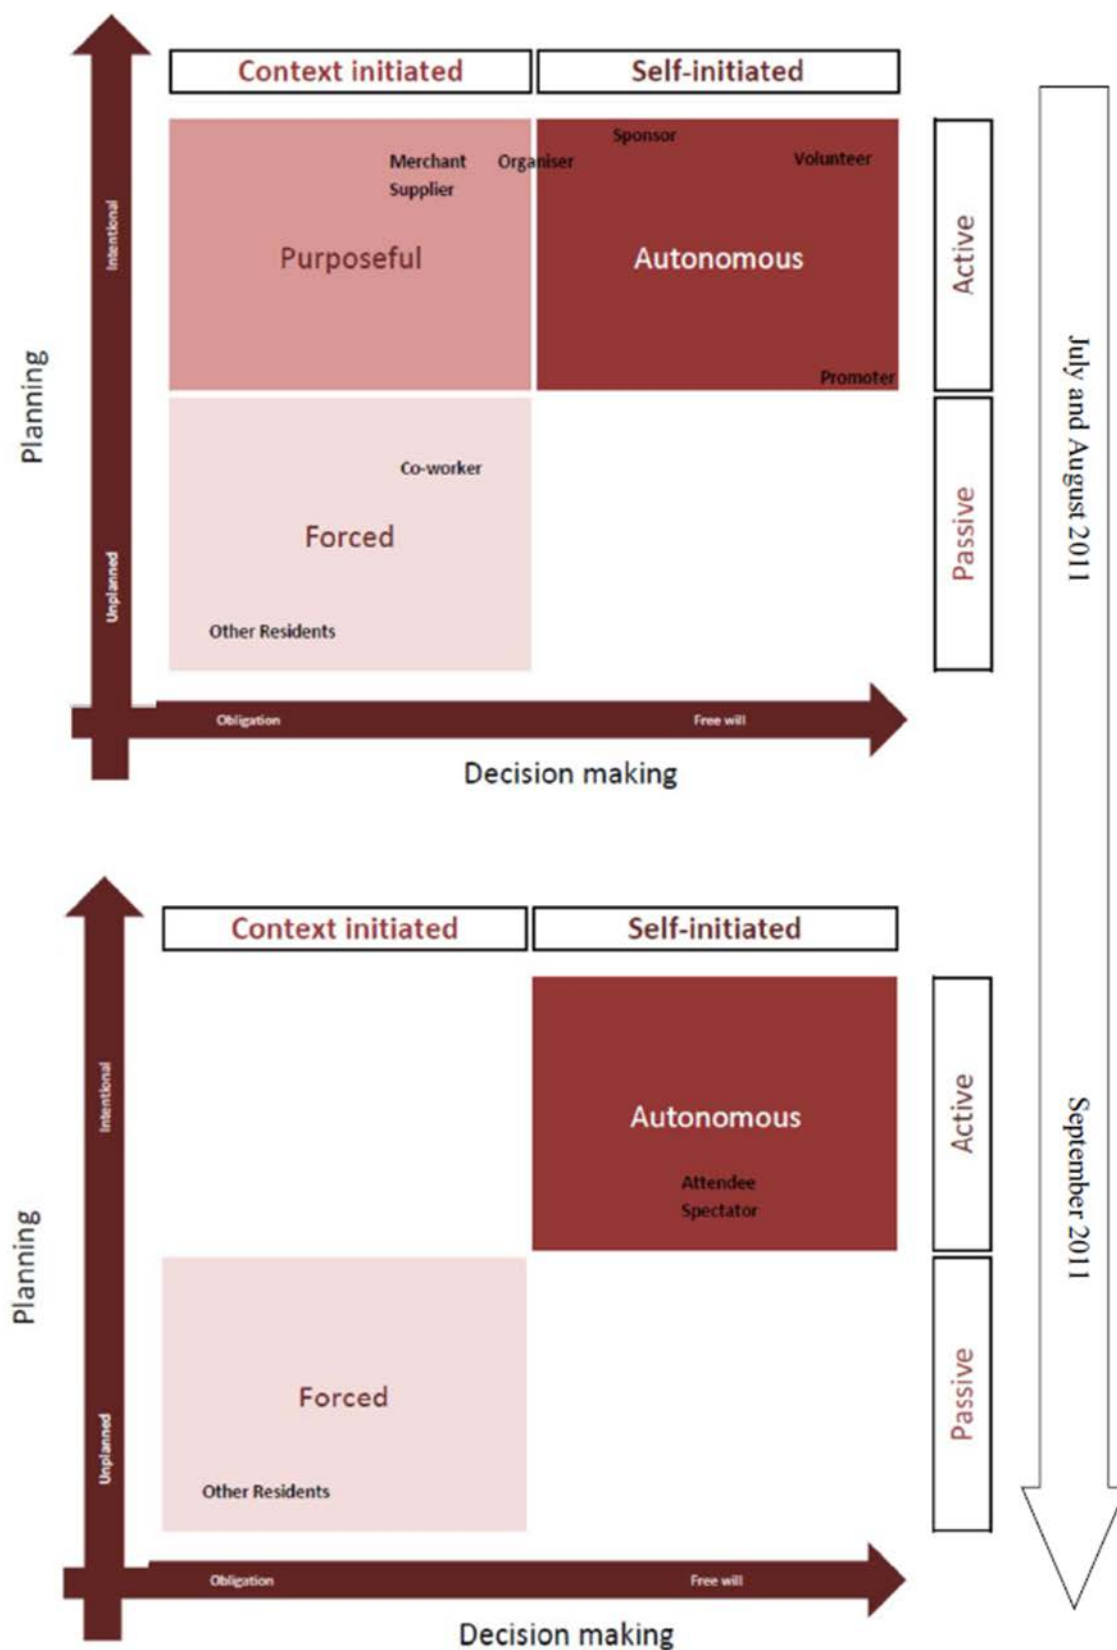 Context initiated
Self-initiated
Sponsor
Merchant
Organiser
Volunteer
Supplier
Purposeful
Autonomous
Promoter
Co-worker
Forced
Other Residents
Intentional
Unplanned
Planning
Active
Passive
Obligation
Free will
Decision making
July and August 2011
Context initiated
Self-initiated
Autonomous
Attendee
Spectator
Forced
Other Residents
Intentional
Unplanned
Planning
Active
Passive
Obligation
Free will
Decision making
September 2011